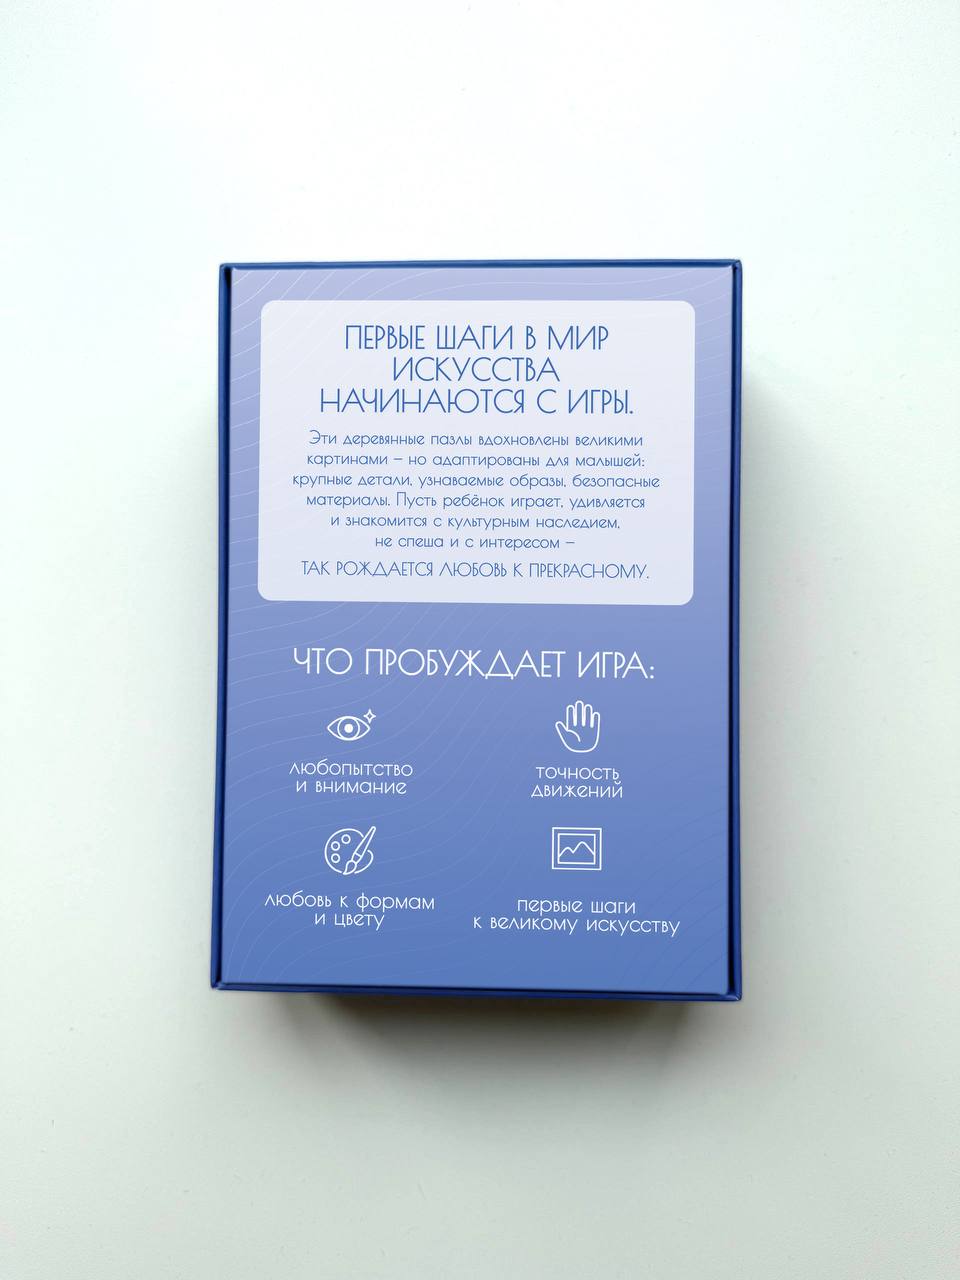 ПЕРВЫЕ ШАГИ В МИР
ИСКУССТВА
НАЧИНАЮТСЯ С ИГРЫ.
Эти деревянные пазлы вдохновлены великими
картинами – но адаптированы для малышей:
крупные детали, узнаваемые образы, безопасные
материалы. Пусть ребёнок играет, удивляется
и знакомится с культурным наследием,
не спеша и с интересом –
ТАК РОЖДАЕТСЯ ЛЮБОВЬ К ПРЕКРАСНОМУ.
ЧТО ПРОБУЖДАЕТ ИГРА:
любопытство
и внимание
точность
движений
любовь к формам
и цвету
первые шаги
к великому искусству